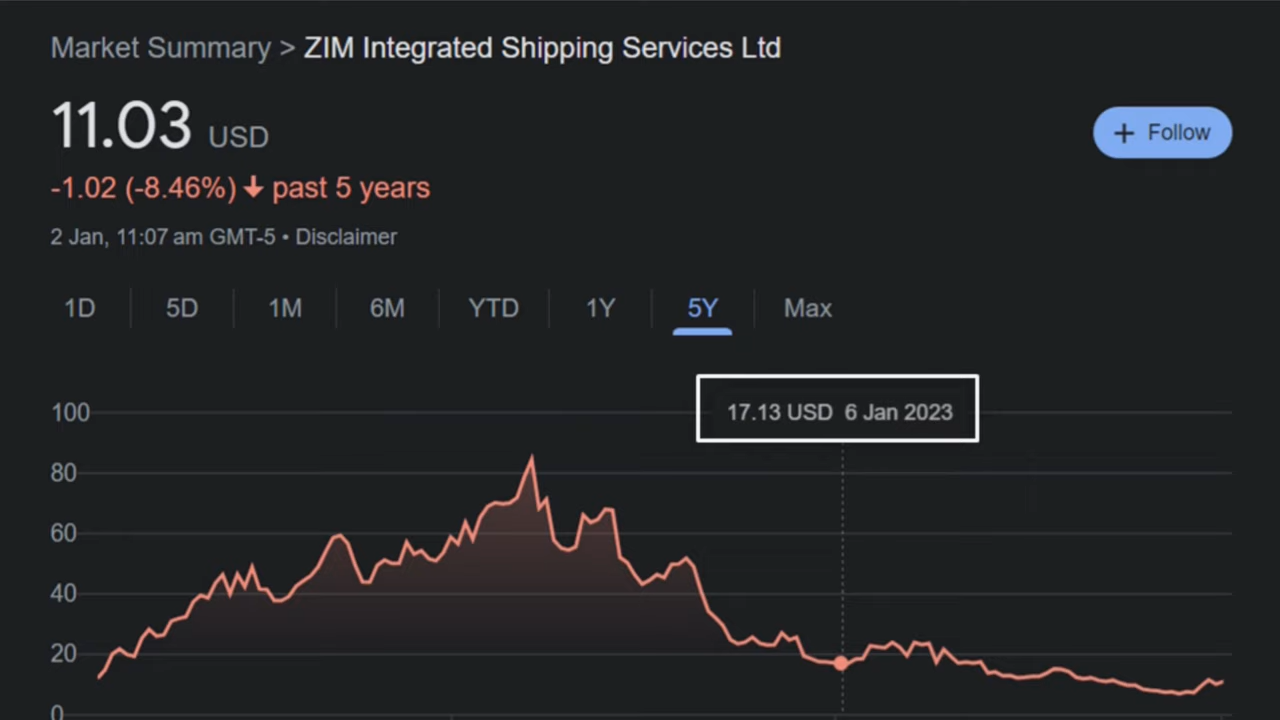 Market Summary > ZIM Integrated Shipping Services Ltd
11.03 USD
+ Follow
-1.02 (-8.46%) ↓ past 5 years
2 Jan, 11:07 am GMT-5 • Disclaimer
1D 5D 1M 6M YTD 1Y 5Y Max
17.13 USD 6 Jan 2023
100
80
60
40
20
0